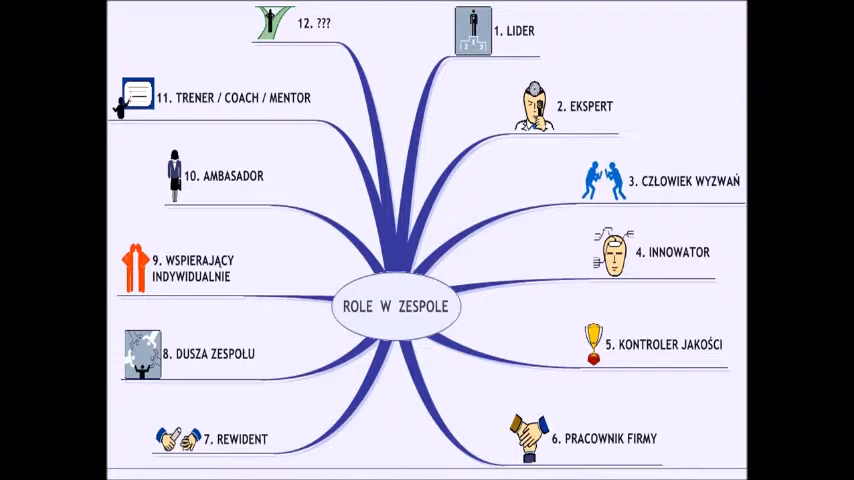 ROLE W ZESPOLE
1. LIDER
2. EKSPERT
3. CZŁOWIEK WYZWAŃ
4. INNOWATOR
5. KONTROLER JAKOŚCI
6. PRACOWNIK FIRMY
7. REWIDENT
8. DUSZA ZESPOŁU
9. WSPIERAJĄCY
INDYWIDUALNIE
10. AMBASADOR
11. TRENER / COACH / MENTOR
12. ???